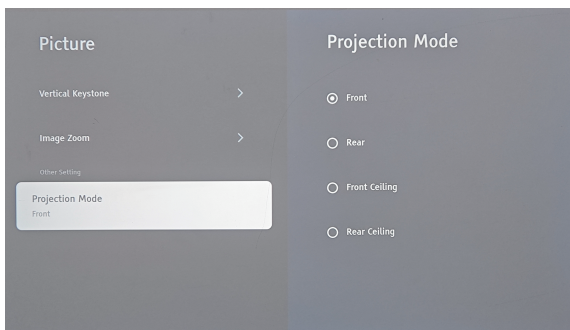 Picture
Vertical Keystone
Image Zoom
Other Setting
Projection Mode
Front
Projection Mode
Front
Rear
Front Ceiling
Rear Ceiling